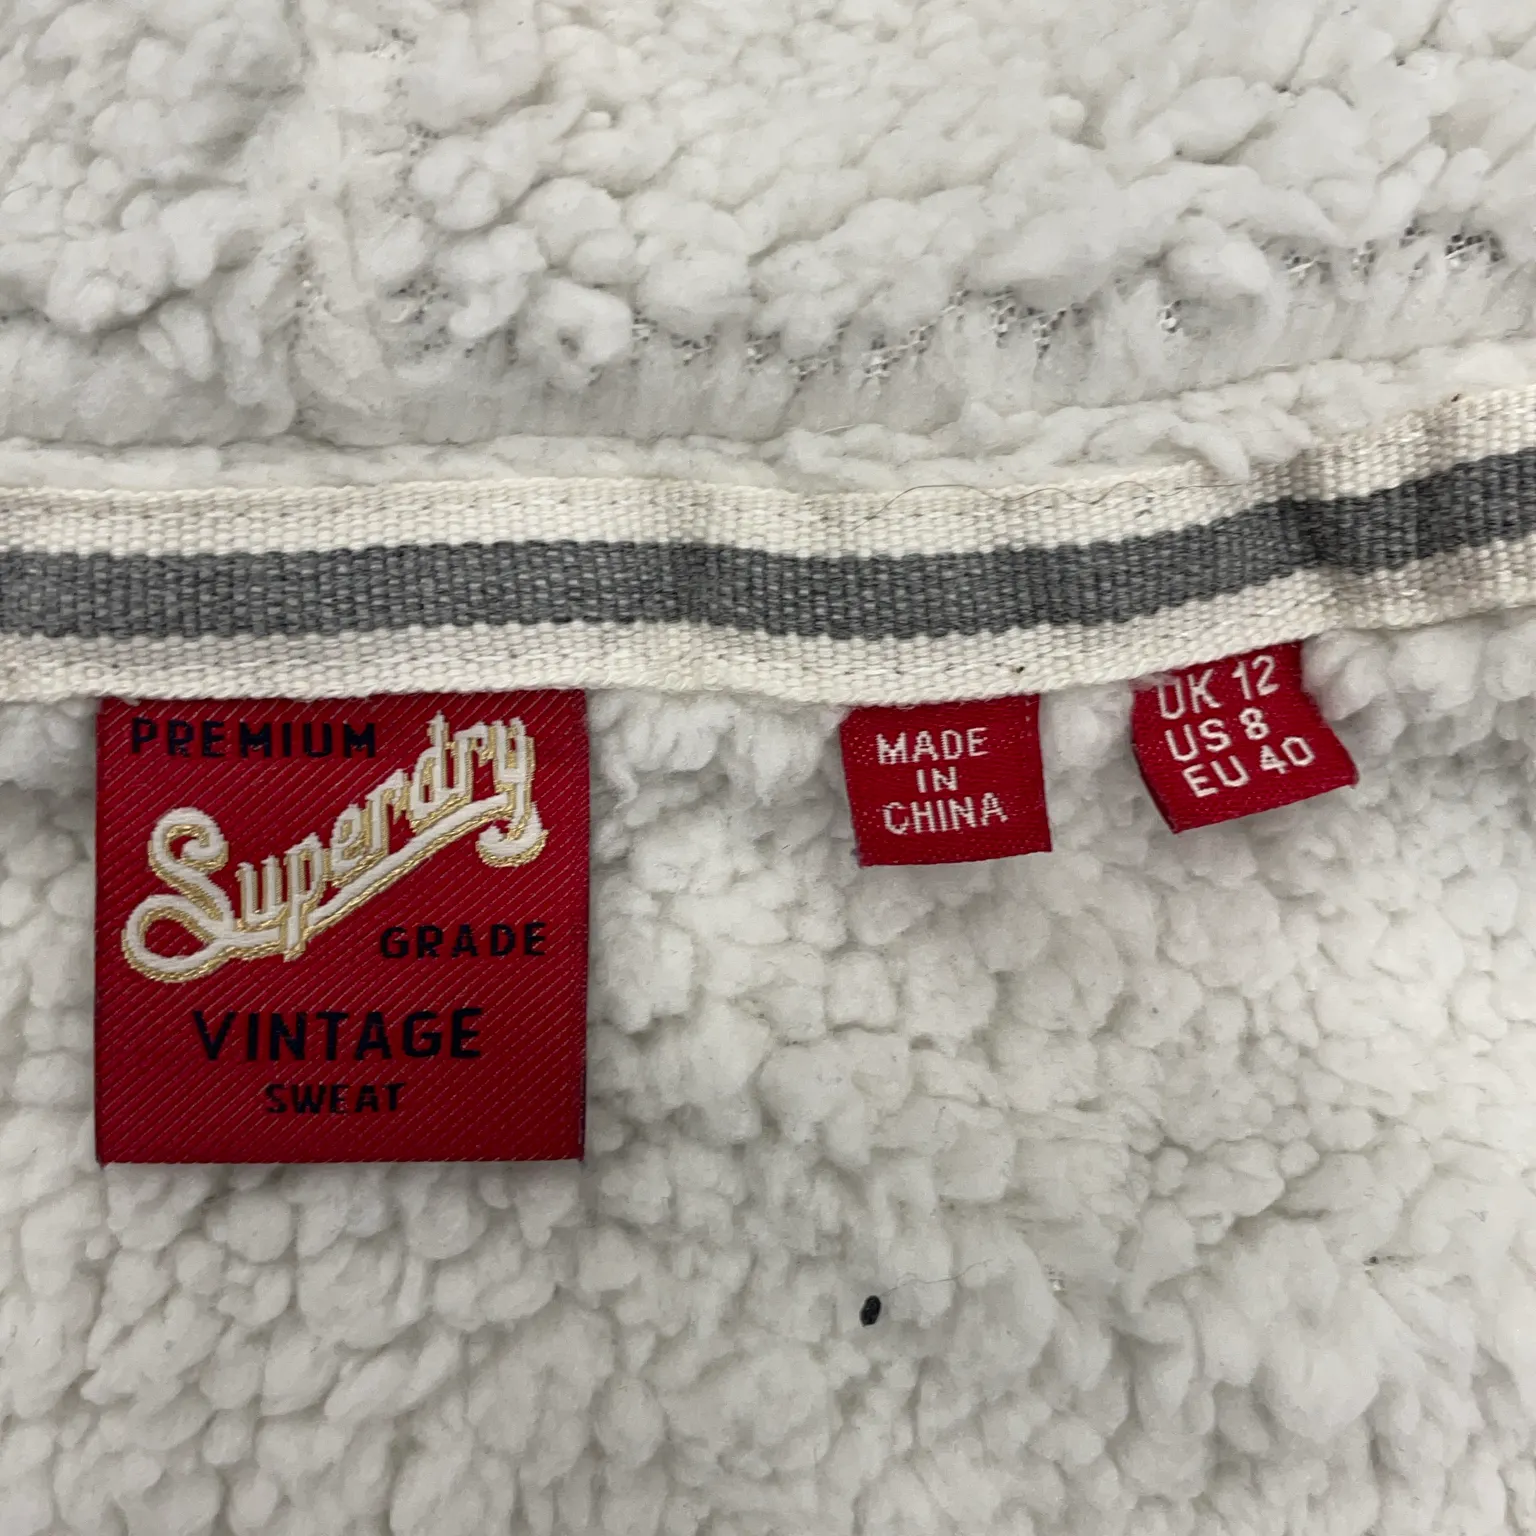 PREMIUM
Superdry
GRADE
VINTAGE
SWEAT
MADE
IN
CHINA
UK 12
US 8
EU 40